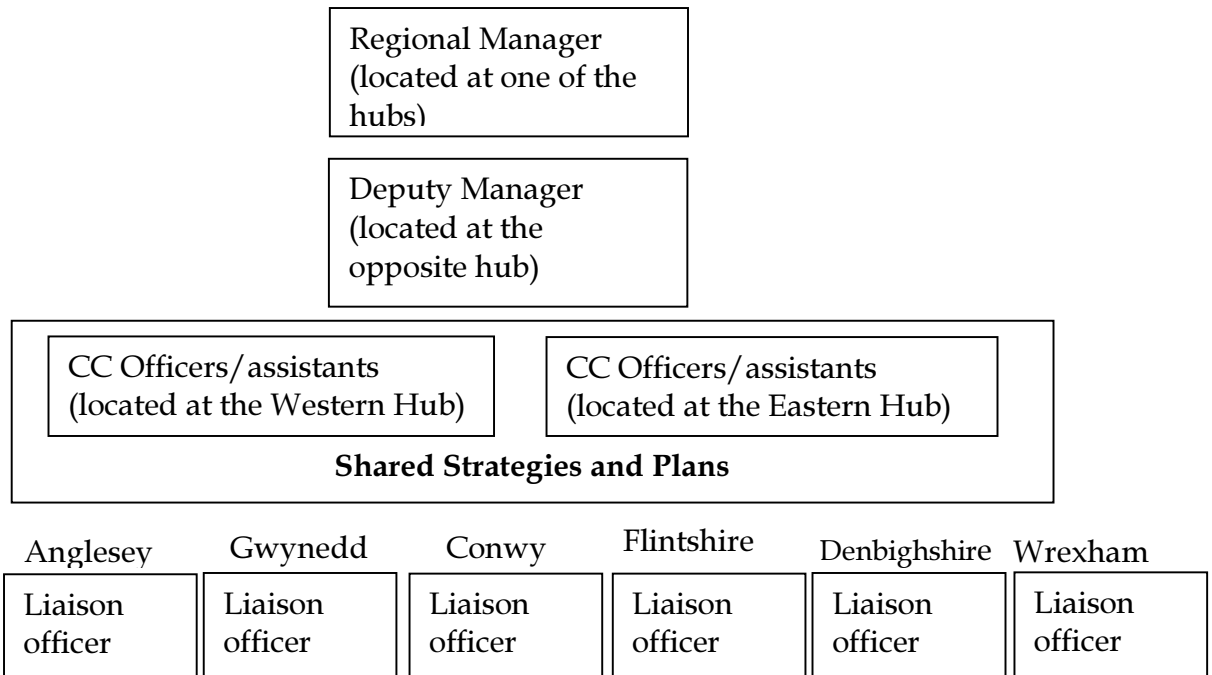 Regional Manager
(located at one of the
hubs)
Deputy Manager
(located at the
opposite hub)
CC Officers/assistants
(located at the Western Hub)
CC Officers/assistants
(located at the Eastern Hub)
Shared Strategies and Plans
Anglesey
Gwynedd
Conwy
Flintshire
Denbighshire
Wrexham
Liaison
officer
Liaison
officer
Liaison
officer
Liaison
officer
Liaison
officer
Liaison
officer